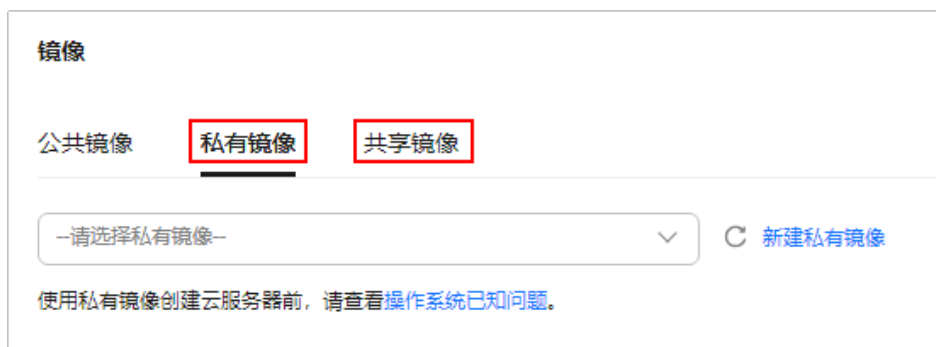 镜像
公共镜像 私有镜像 共享镜像
--请选择私有镜像-- 新建私有镜像
使用私有镜像创建云服务器前，请查看操作系统已知问题。